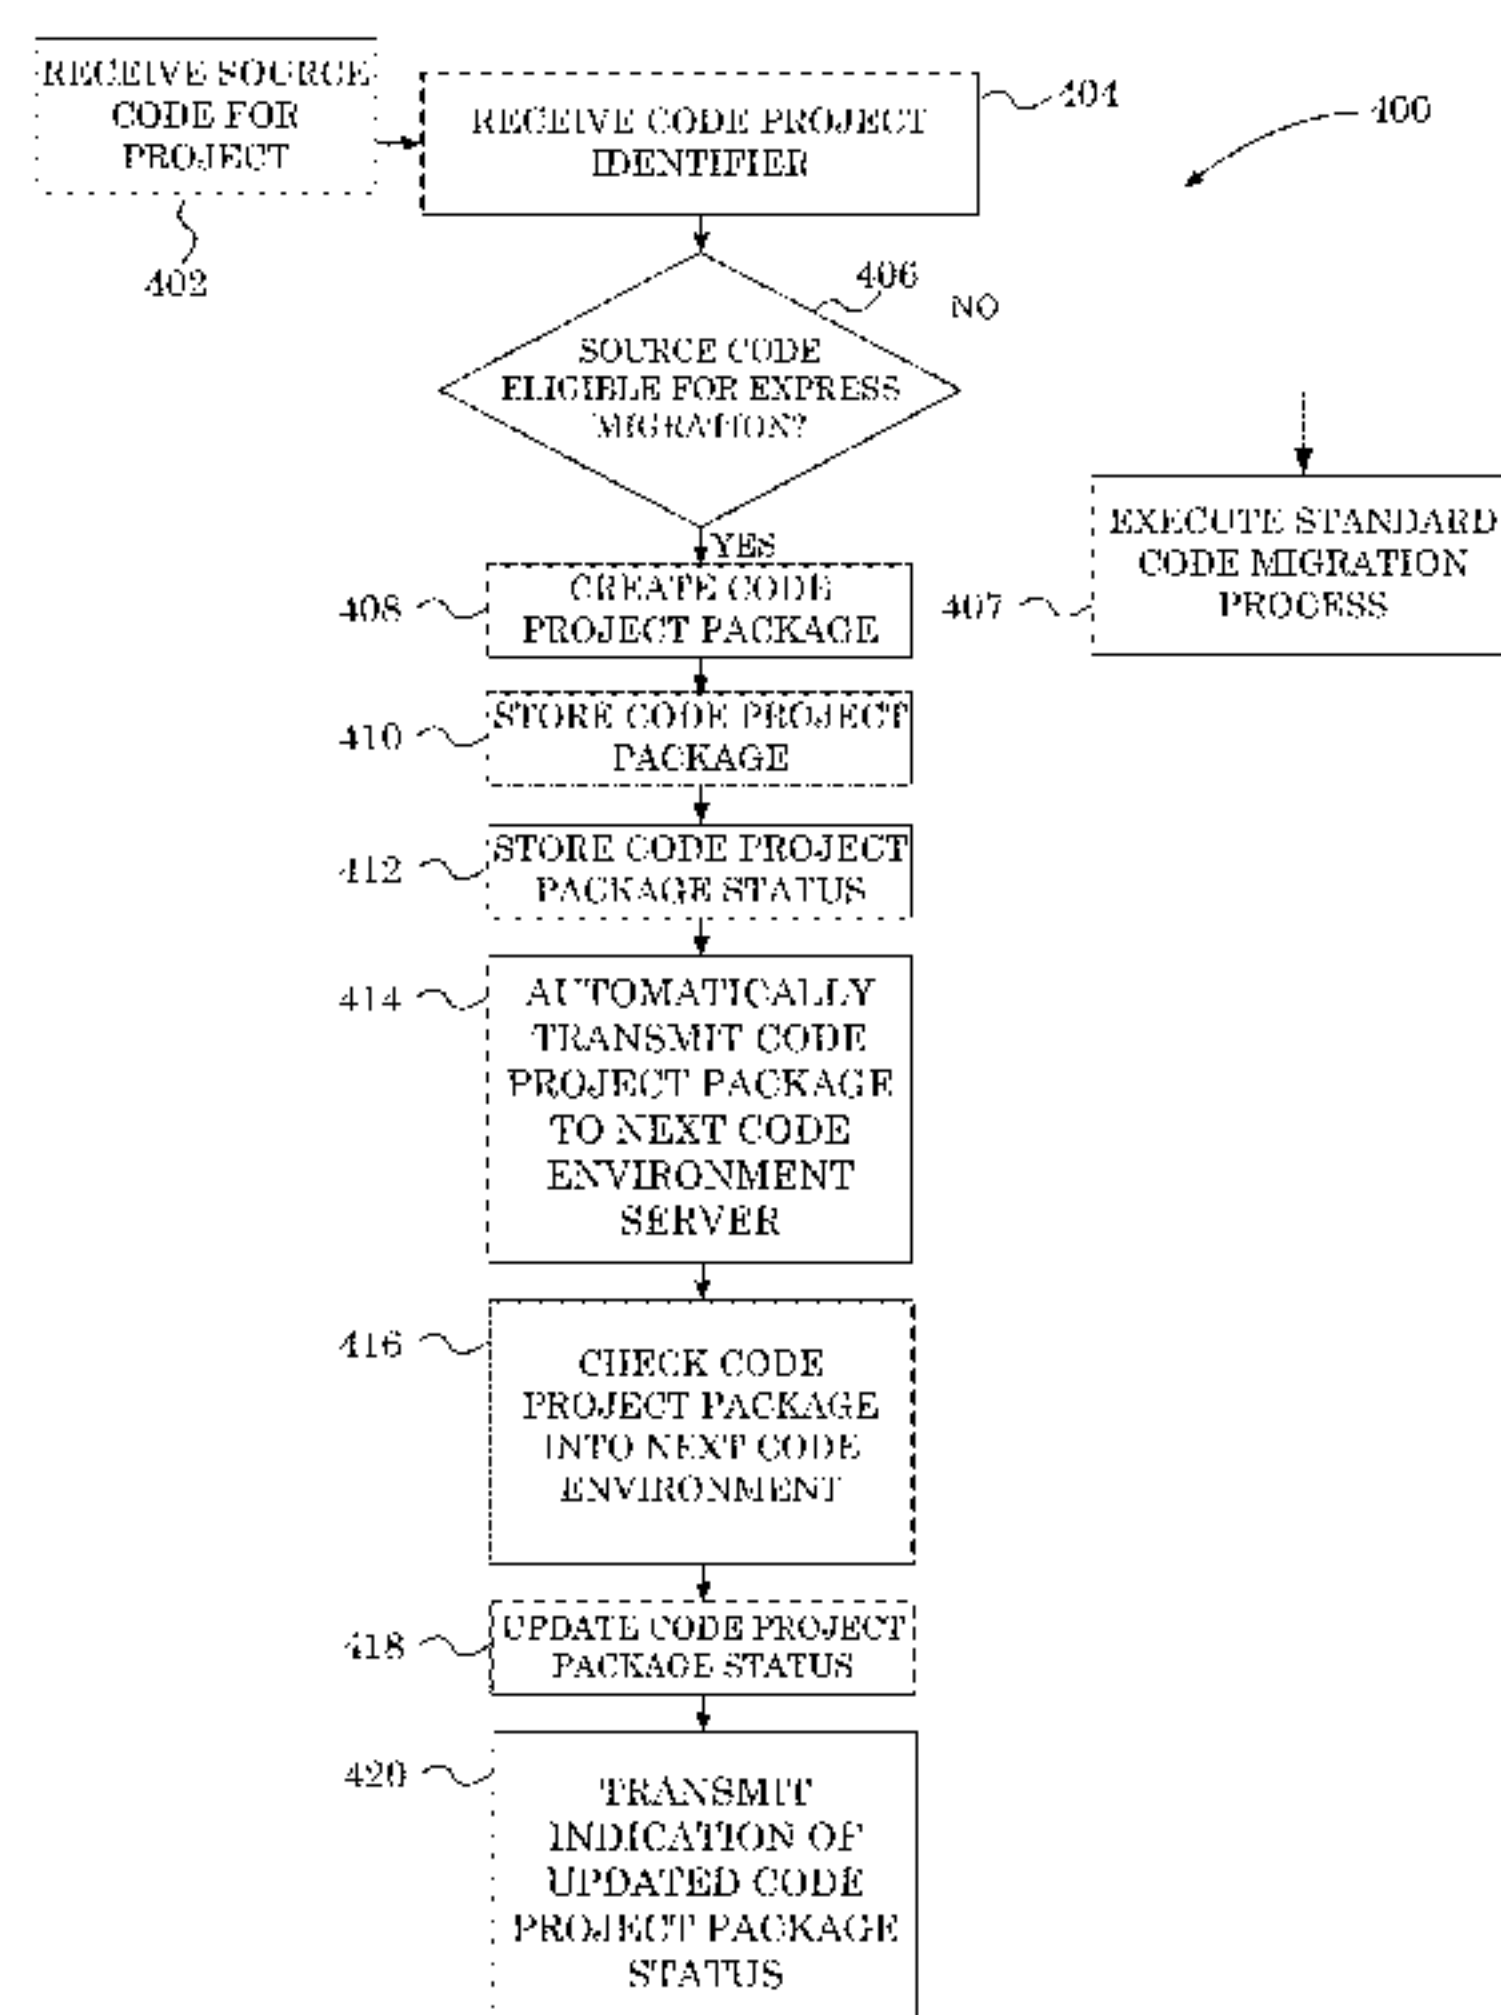 RECEIVE SOURCE
CODE FOR
PROJECT
402
RECEIVE CODE PROJECT
IDENTIFIER
404
400
406
NO
SOURCE CODE
ELIGIBLE FOR EXPRESS
MIGRATION?
YES
EXECUTE STANDARD
CODE MIGRATION
PROCESS
407
408
CREATE CODE
PROJECT PACKAGE
410
STORE CODE PROJECT
PACKAGE
412
STORE CODE PROJECT
PACKAGE STATUS
414
AUTOMATICALLY
TRANSMIT CODE
PROJECT PACKAGE
TO NEXT CODE
ENVIRONMENT
SERVER
416
CHECK CODE
PROJECT PACKAGE
INTO NEXT CODE
ENVIRONMENT
418
UPDATE CODE PROJECT
PACKAGE STATUS
420
TRANSMIT
INDICATION OF
UPDATED CODE
PROJECT PACKAGE
STATUS